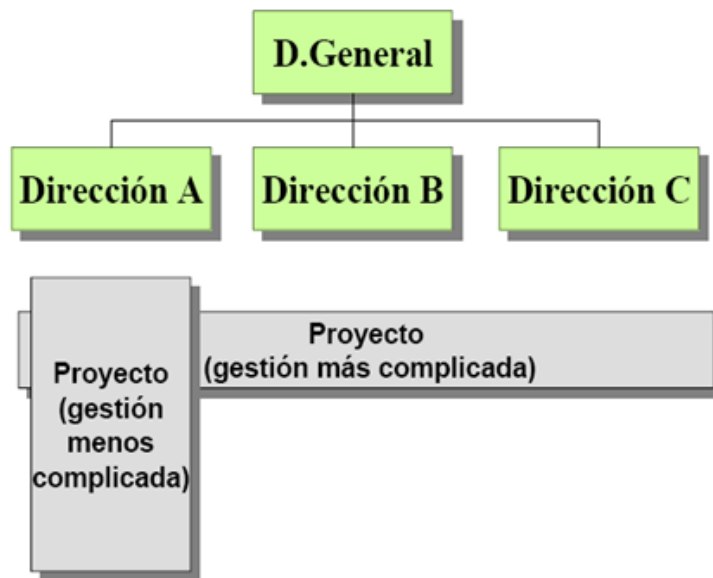 D.General
Dirección A
Dirección B
Dirección C
Proyecto
(gestión más complicada)
Proyecto
(gestión
menos
complicada)